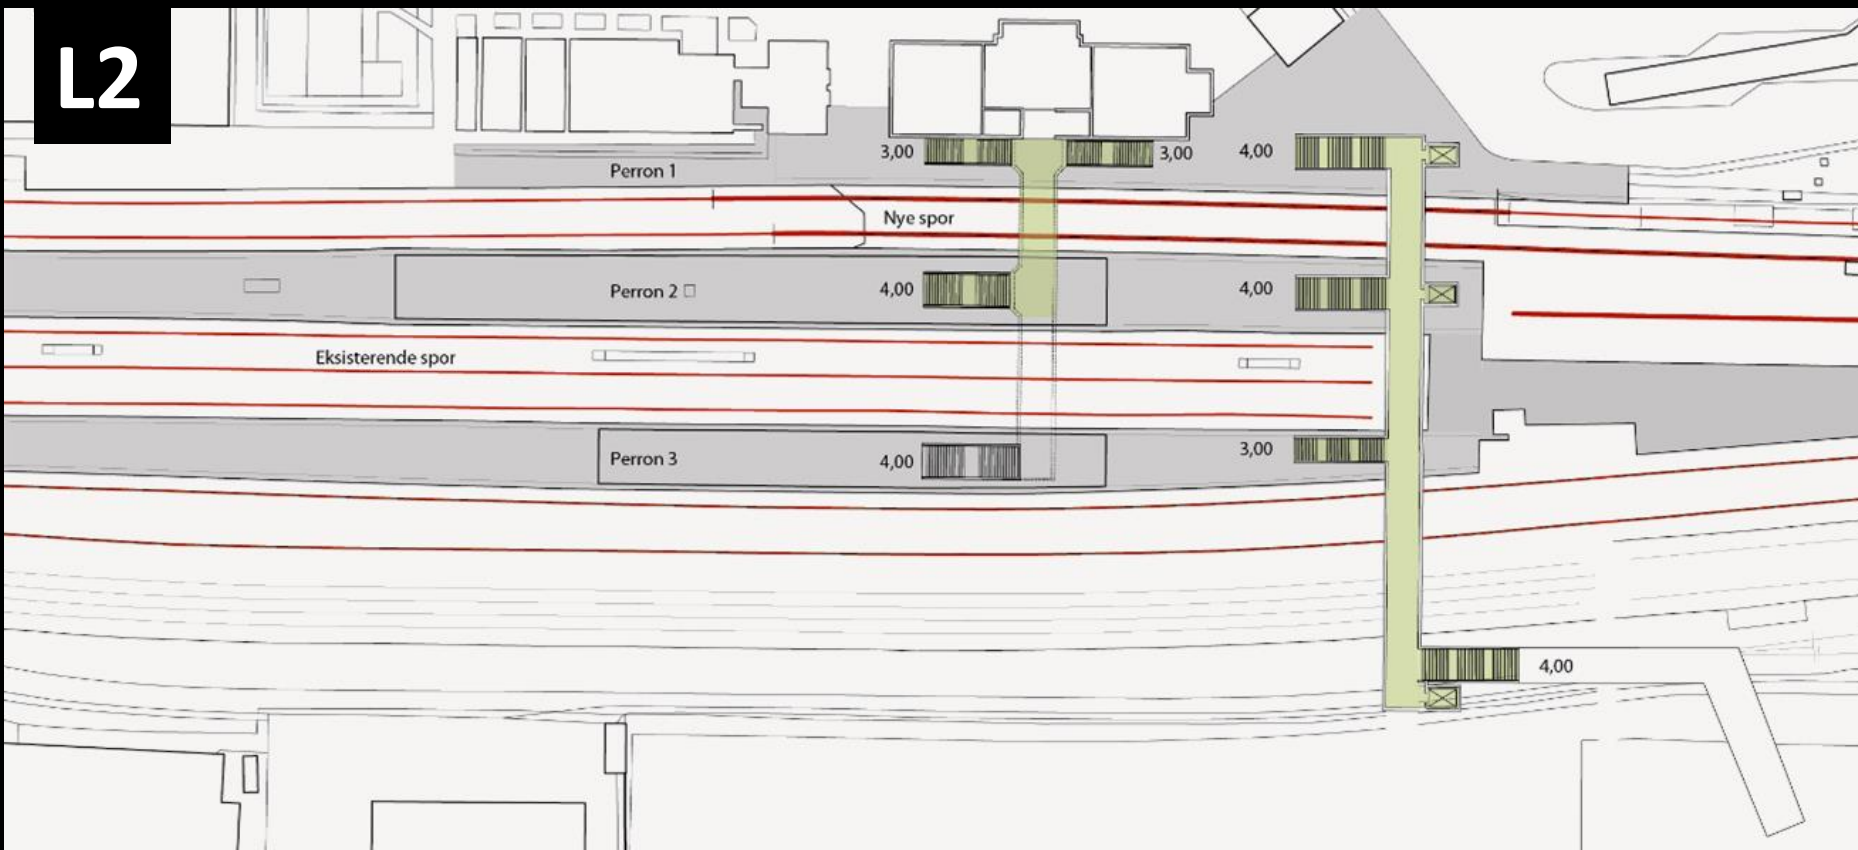 L2
3,00
3,00
4,00
Perron 1
Nye spor
Perron 2
4,00
4,00
Eksisterende spor
Perron 3
4,00
3,00
4,00